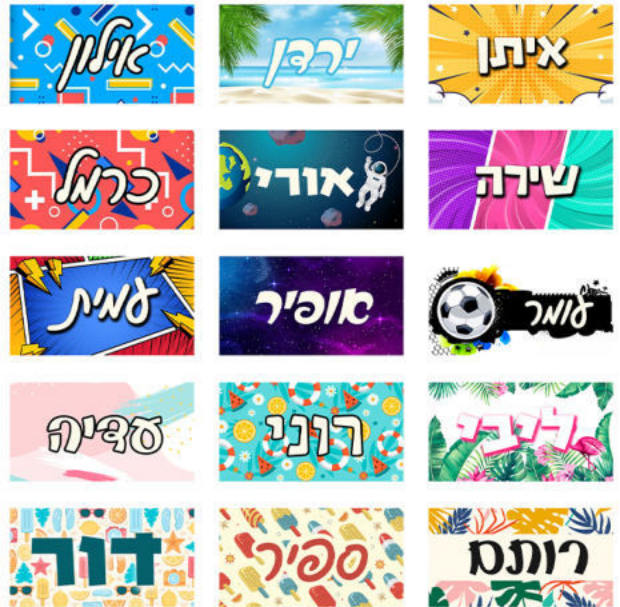 איתן
ירדן
אילון
שירה
אורי
כרמל
עומר
אופיר
עמית
ליבי
רוני
עדיה
רותם
ספיר
דור